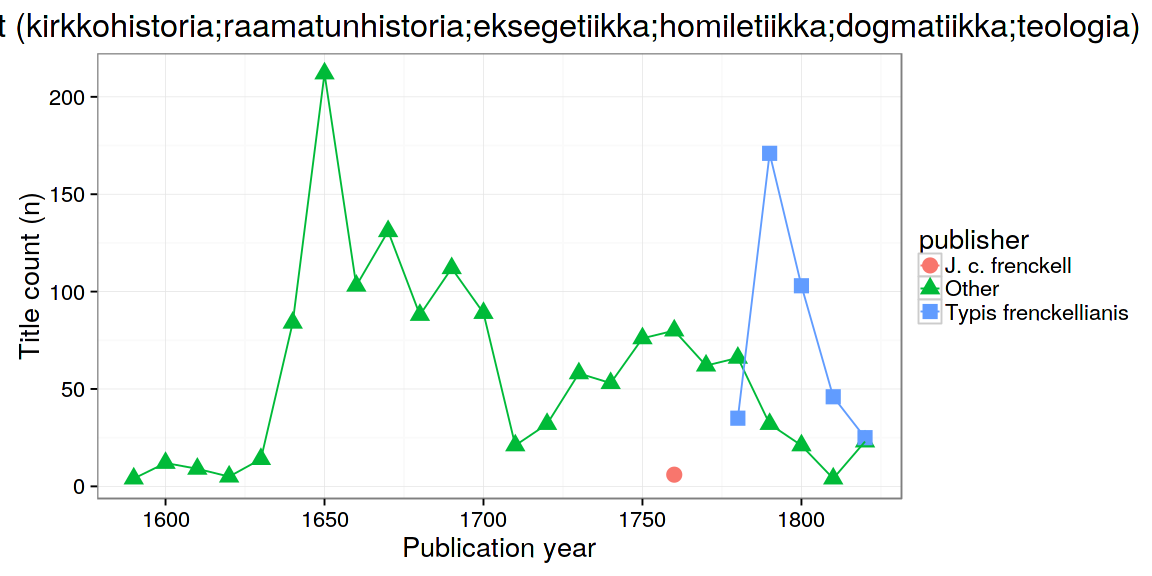 t (kirkkohistoria;raamatunhistoria;eksegetiikka;homiletiikka;dogmatiikka;teologia)
200
150
100
50
0
Title count (n)
1600 1650 1700 1750 1800
Publication year
publisher
J. c. frenckell
Other
Typis frenckellianis